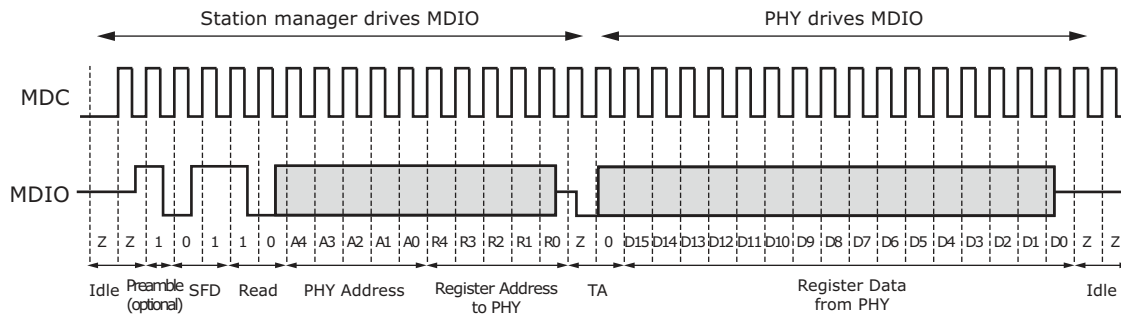 Station manager drives MDIO PHY drives MDIO
MDC
MDIO
Z Z 1 0 1 1 0 A4 A3 A2 A1 A0 R4 R3 R2 R1 R0 Z 0 D15 D14 D13 D12 D11 D10 D9 D8 D7 D6 D5 D4 D3 D2 D1 D0 Z Z
Idle Preamble (optional) SFD Read PHY Address Register Address to PHY TA Register Data from PHY Idle